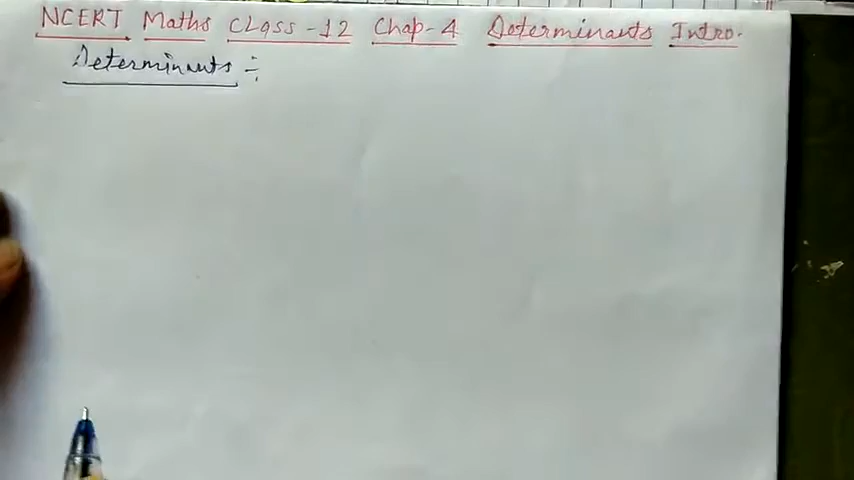 NCERT Maths CLass -12 Chap-4 Determinants Intro.
Determinants ÷